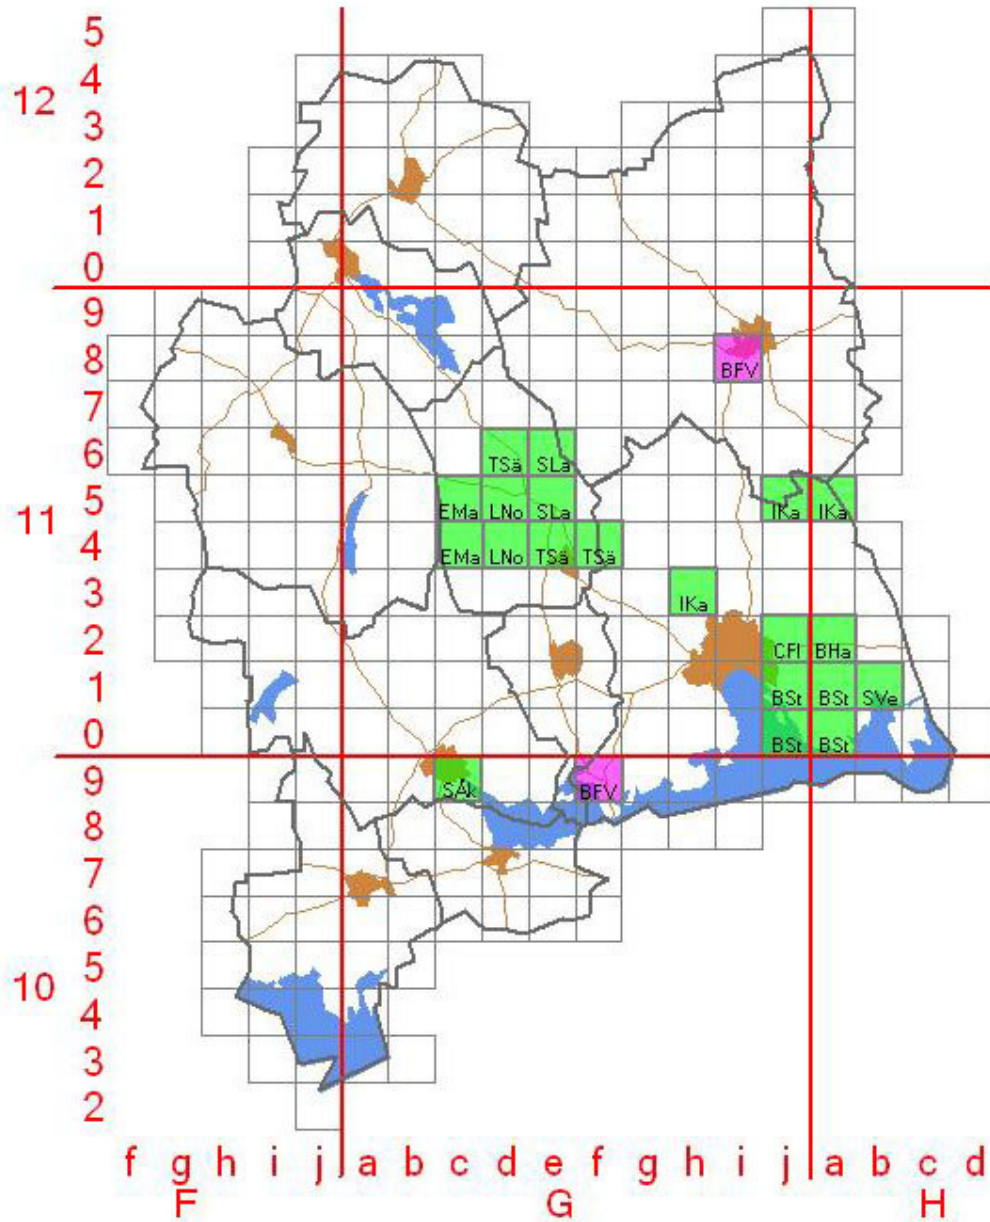 5
4
12
3
2
1
0
9
8
BFV
7
6
TSä SLa
EMa LNo SLa IKa IKa
5
11
4
EMa LNo TSä TSä
3
IKa
2
CFl BHa
1
BSt BSt SVe
0
BSt BSt
9
SÅk BFV
8
7
6
5
10
4
3
2
f g h i j a b c d e f g h i j a b c d
F G H